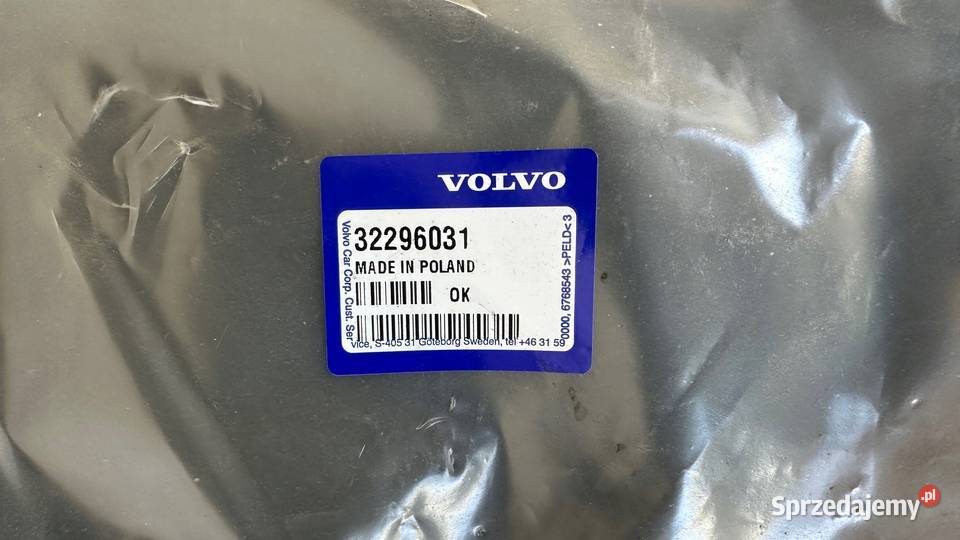 VOLVO
32296031
MADE IN POLAND
OK
Volvo Car Corp. Cust. Ser
vice, S-405 31 Göteborg Sweden, tel +46 31 59
0000, 6768543 >PELD< 3
Sprzedajemy.pl